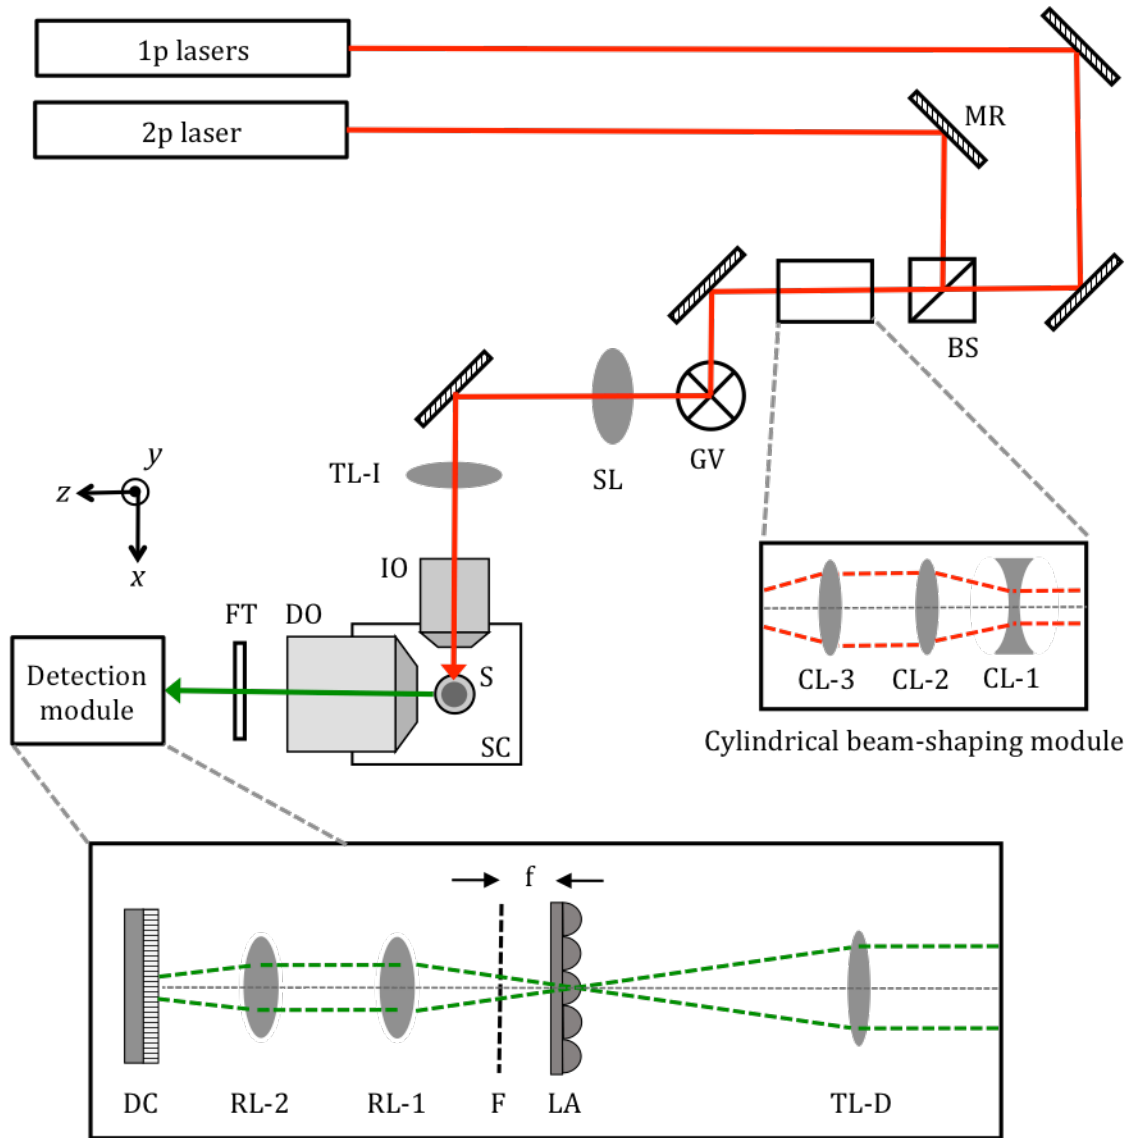 1p lasers
2p laser
MR
BS
GV
SL
TL-I
y
z
x
IO
FT
DO
S
SC
Detection
module
CL-3
CL-2
CL-1
Cylindrical beam-shaping module
f
DC
RL-2
RL-1
F
LA
TL-D